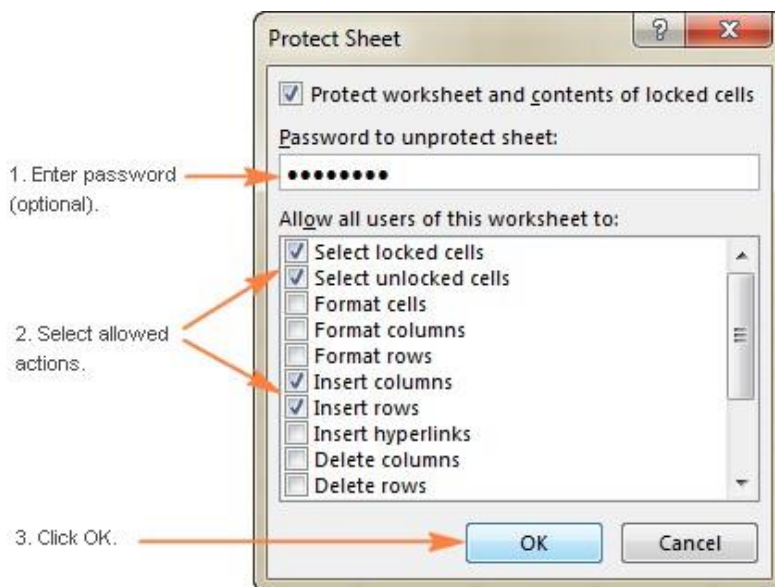 Protect Sheet
Protect worksheet and contents of locked cells
Password to unprotect sheet:
1. Enter password
(optional).
••••••••
Allow all users of this worksheet to:
Select locked cells
Select unlocked cells
Format cells
Format columns
2. Select allowed
actions.
Format rows
Insert columns
Insert rows
Insert hyperlinks
Delete columns
Delete rows
3. Click OK.
OK
Cancel